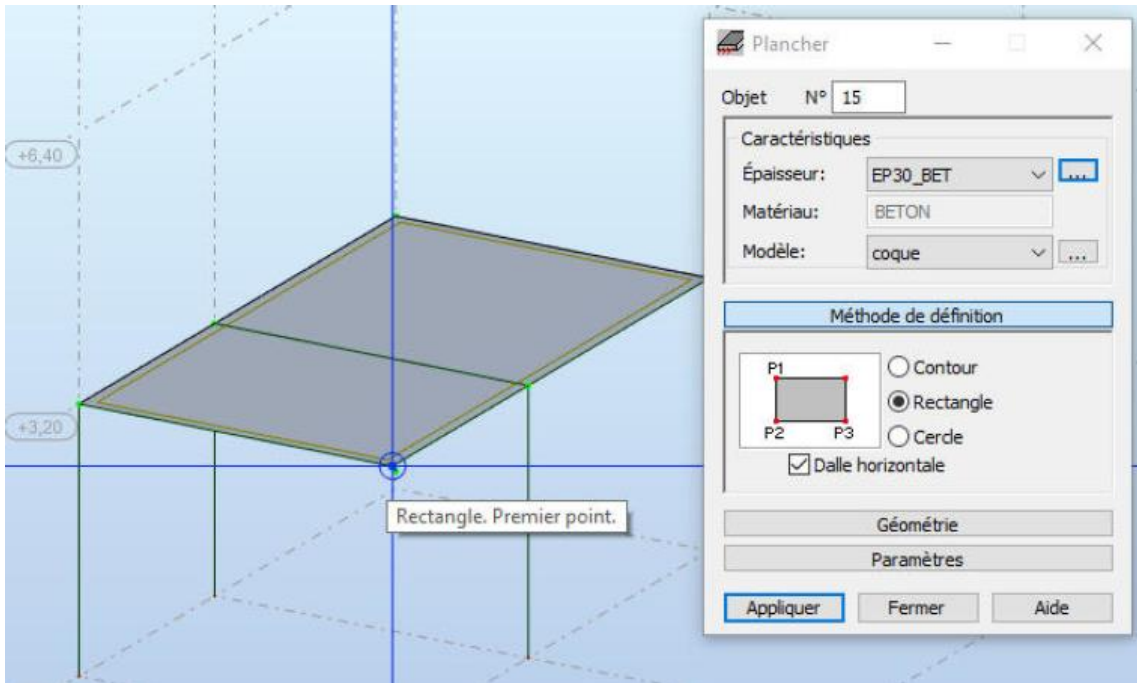 Plancher
Objet N° 15
Caractéristiques
Épaisseur: EP30_BET ...
Matériau: BETON
Modèle: coque ...
Méthode de définition
P1
P2 P3
Contour
Rectangle
Cercle
Dalle horizontale
Géométrie
Paramètres
Appliquer Fermer Aide
+6,40
+3,20
Rectangle. Premier point.